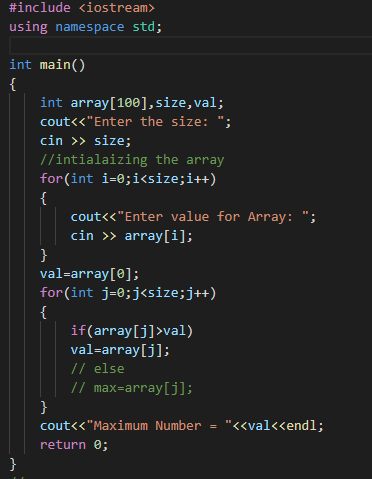 #include <iostream>
using namespace std;
int main()
{
int array[100],size,val;
cout<<"Enter the size: ";
cin >> size;
//intialaizing the array
for(int i=0;i<size;i++)
{
cout<<"Enter value for Array: ";
cin >> array[i];
}
val=array[0];
for(int j=0;j<size;j++)
{
if(array[j]>val)
val=array[j];
// else
// max=array[j];
}
cout<<"Maximum Number = "<<val<<endl;
return 0;
}